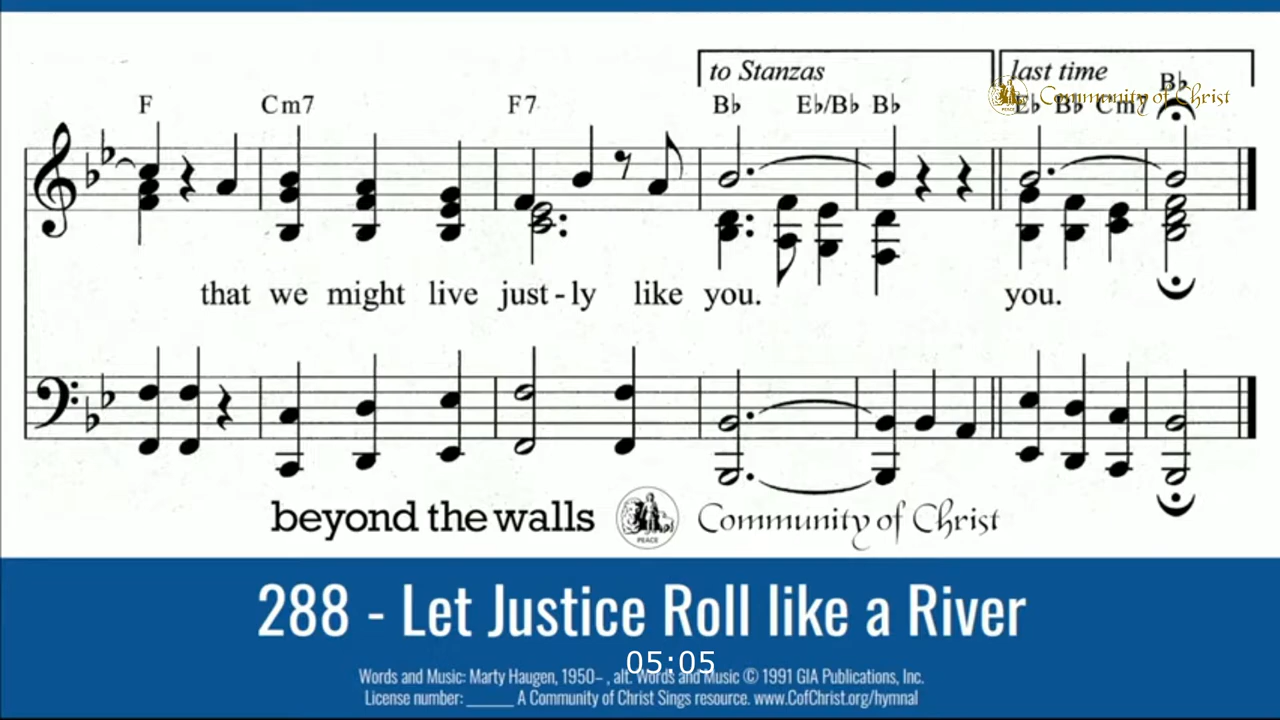 to Stanzas last time
F Cm7 F7 B♭ E♭/B♭ B♭ E♭ B♭ Cm7 B♭
Community of Christ
that we might live just-ly like you. you.
beyond the walls PEACE Community of Christ
288 - Let Justice Roll like a River
05:05
Words and Music: Marty Haugen, 1950– , alt. Words and Music © 1991 GIA Publications, Inc.
License number: ______ A Community of Christ Sings resource. www.CofChrist.org/hymnal